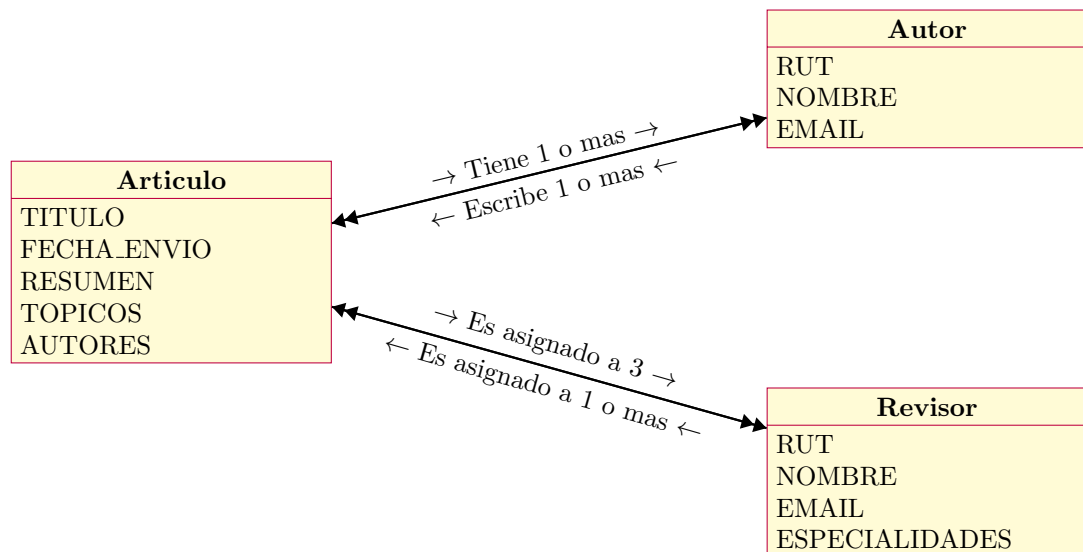 Autor
RUT
NOMBRE
EMAIL
→ Tiene 1 o mas →
← Escribe 1 o mas ←
Articulo
TITULO
FECHA_ENVIO
RESUMEN
TOPICOS
AUTORES
→ Es asignado a 3 →
← Es asignado a 1 o mas ←
Revisor
RUT
NOMBRE
EMAIL
ESPECIALIDADES